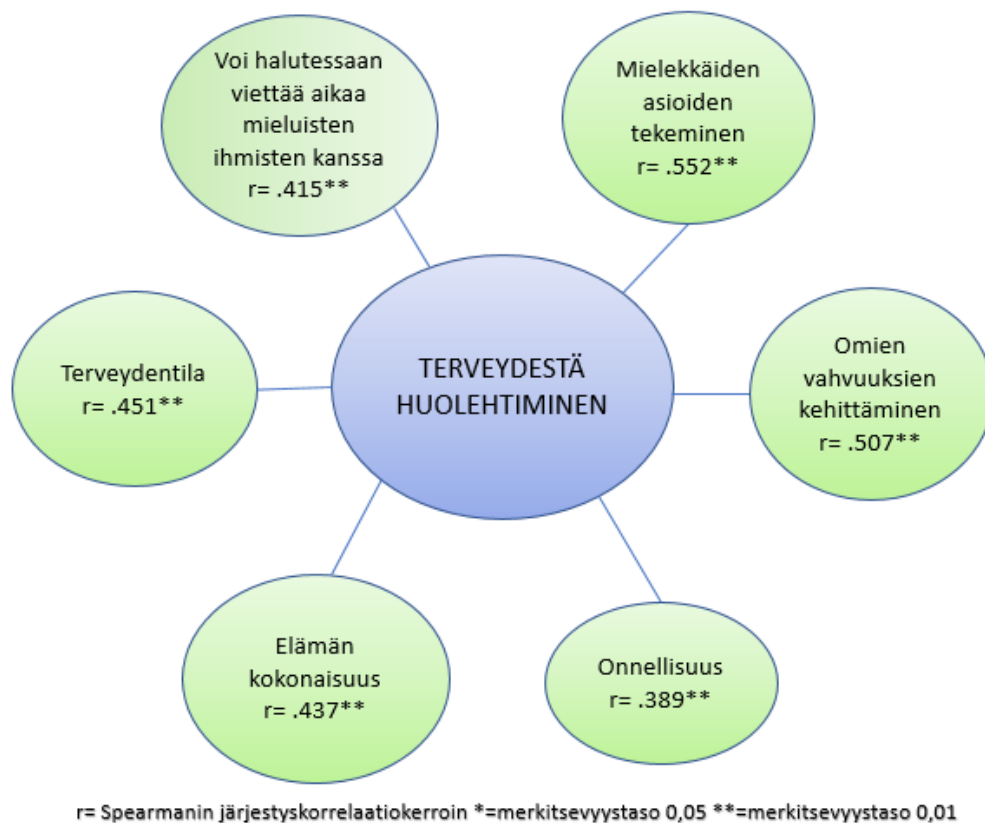 Voi halutessaan
viettää aikaa
mieluisten
ihmisten kanssa
r= .415**
Mielekkäiden
asioiden
tekeminen
r= .552**
Terveydentila
r= .451**
TERVEYDESTÄ
HUOLEHTIMINEN
Omien
vahvuuksien
kehittäminen
r= .507**
Elämän
kokonaisuus
r= .437**
Onnellisuus
r= .389**
r= Spearmanin järjestyskorrelaatiokerroin *=merkitsevyystaso 0,05 **=merkitsevyystaso 0,01